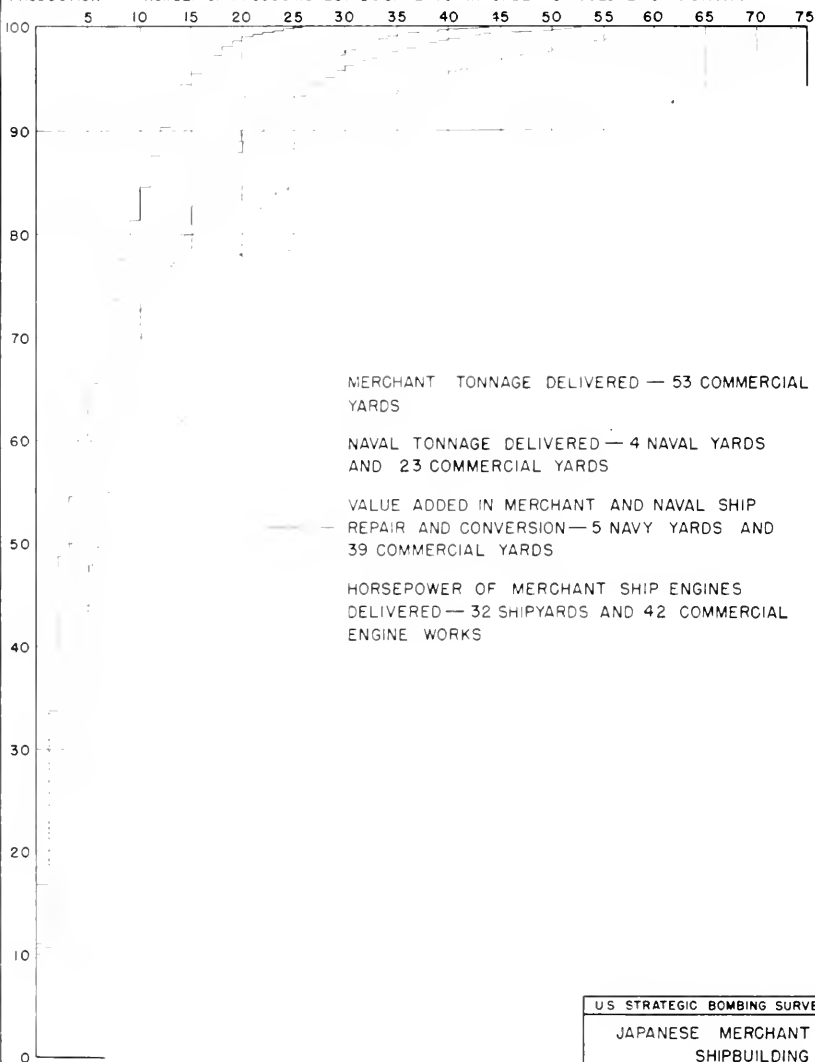 5 10 15 20 25 30 35 40 45 50 55 60 65 70 75
100
90
80
70
MERCHANT TONNAGE DELIVERED — 53 COMMERCIAL
YARDS
60
NAVAL TONNAGE DELIVERED — 4 NAVAL YARDS
AND 23 COMMERCIAL YARDS
VALUE ADDED IN MERCHANT AND NAVAL SHIP
REPAIR AND CONVERSION — 5 NAVY YARDS AND
50
39 COMMERCIAL YARDS
HORSEPOWER OF MERCHANT SHIP ENGINES
DELIVERED — 32 SHIPYARDS AND 42 COMMERCIAL
ENGINE WORKS
40
30
20
10
US STRATEGIC BOMBING SURVE
JAPANESE MERCHANT
SHIPBUILDING
0